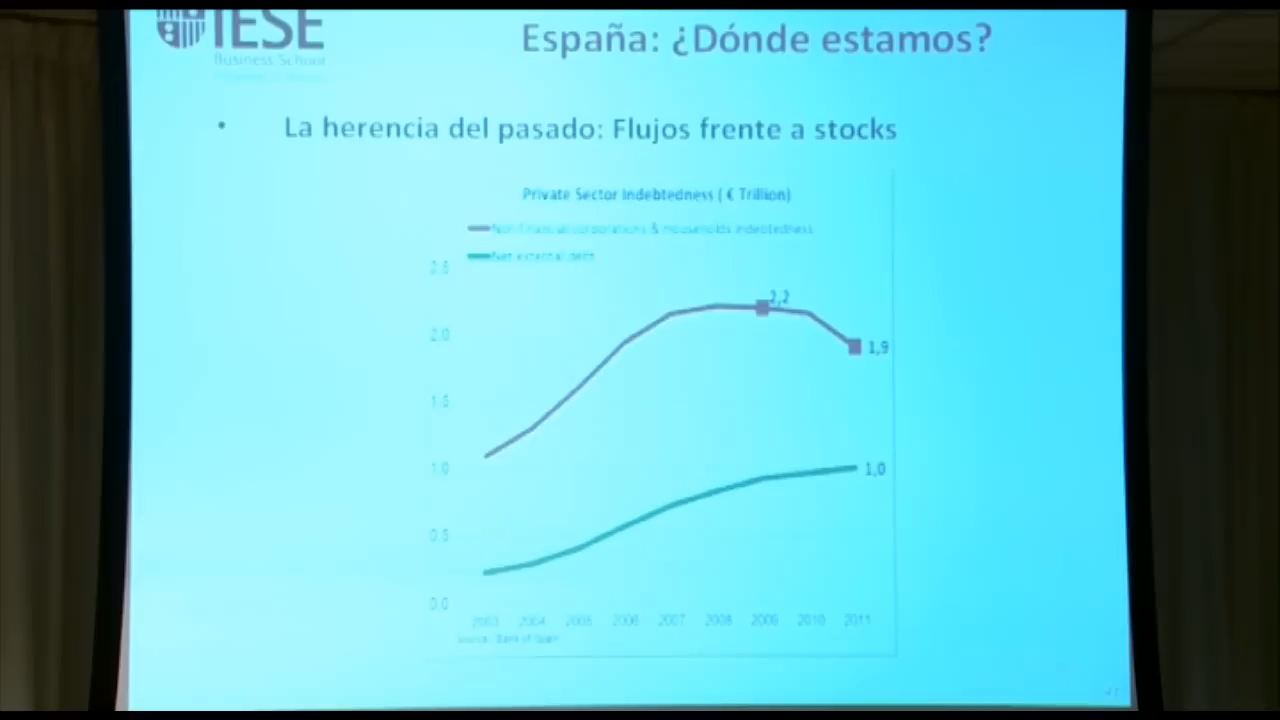 IESE
Business School
España: ¿Dónde estamos?
• La herencia del pasado: Flujos frente a stocks
Private Sector Indebtedness ( € Trillion)
Non financial corporations & Households indebtedness
Net external debt
2,5
2,2
2,0
1,9
1,5
1,0
1,0
0,5
0,0
2003 2004 2005 2006 2007 2008 2009 2010 2011
Source: Bank of Spain
41